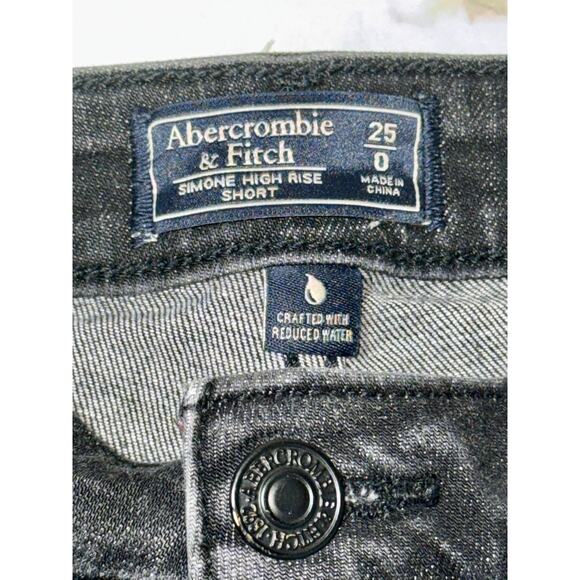 Abercrombie
& Fitch
SIMONE HIGH RISE
SHORT
25
0
MADE IN
CHINA
CRAFTED WITH
REDUCED WATER
ABERCROMBIE & FITCH